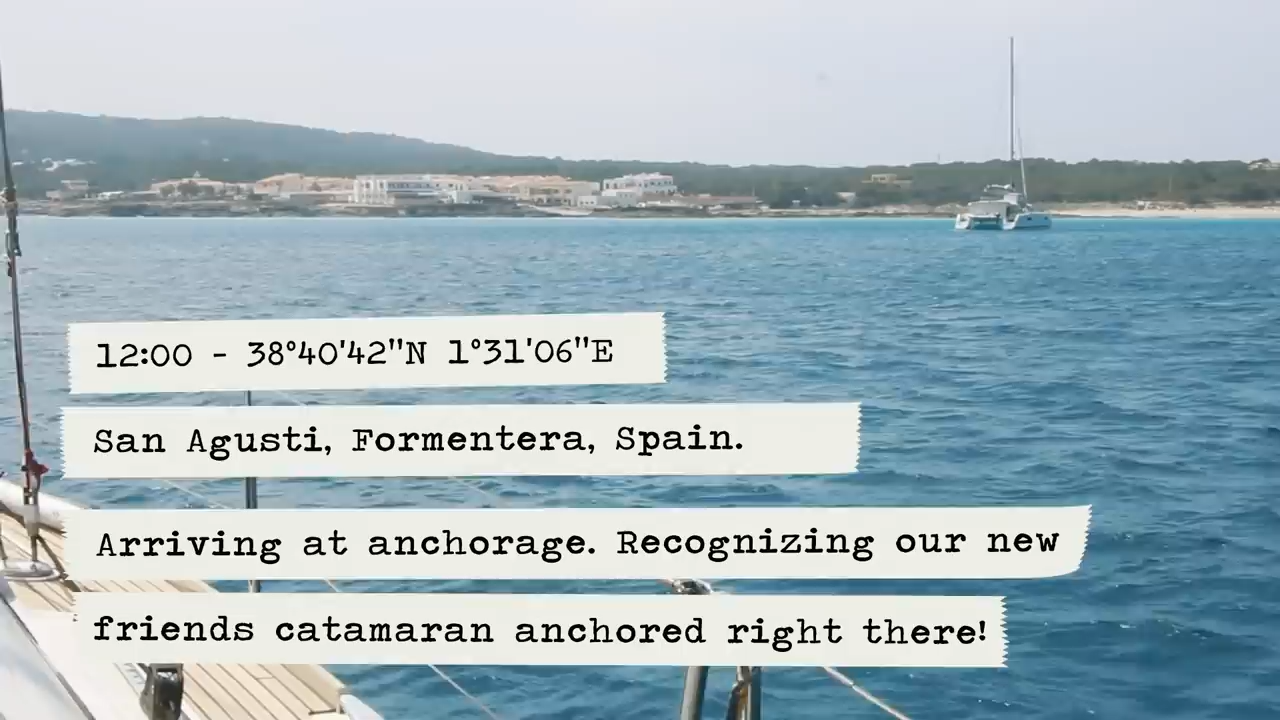 12:00 - 38°40'42"N 1°31'06"E
San Agusti, Formentera, Spain.
Arriving at anchorage. Recognizing our new
friends catamaran anchored right there!